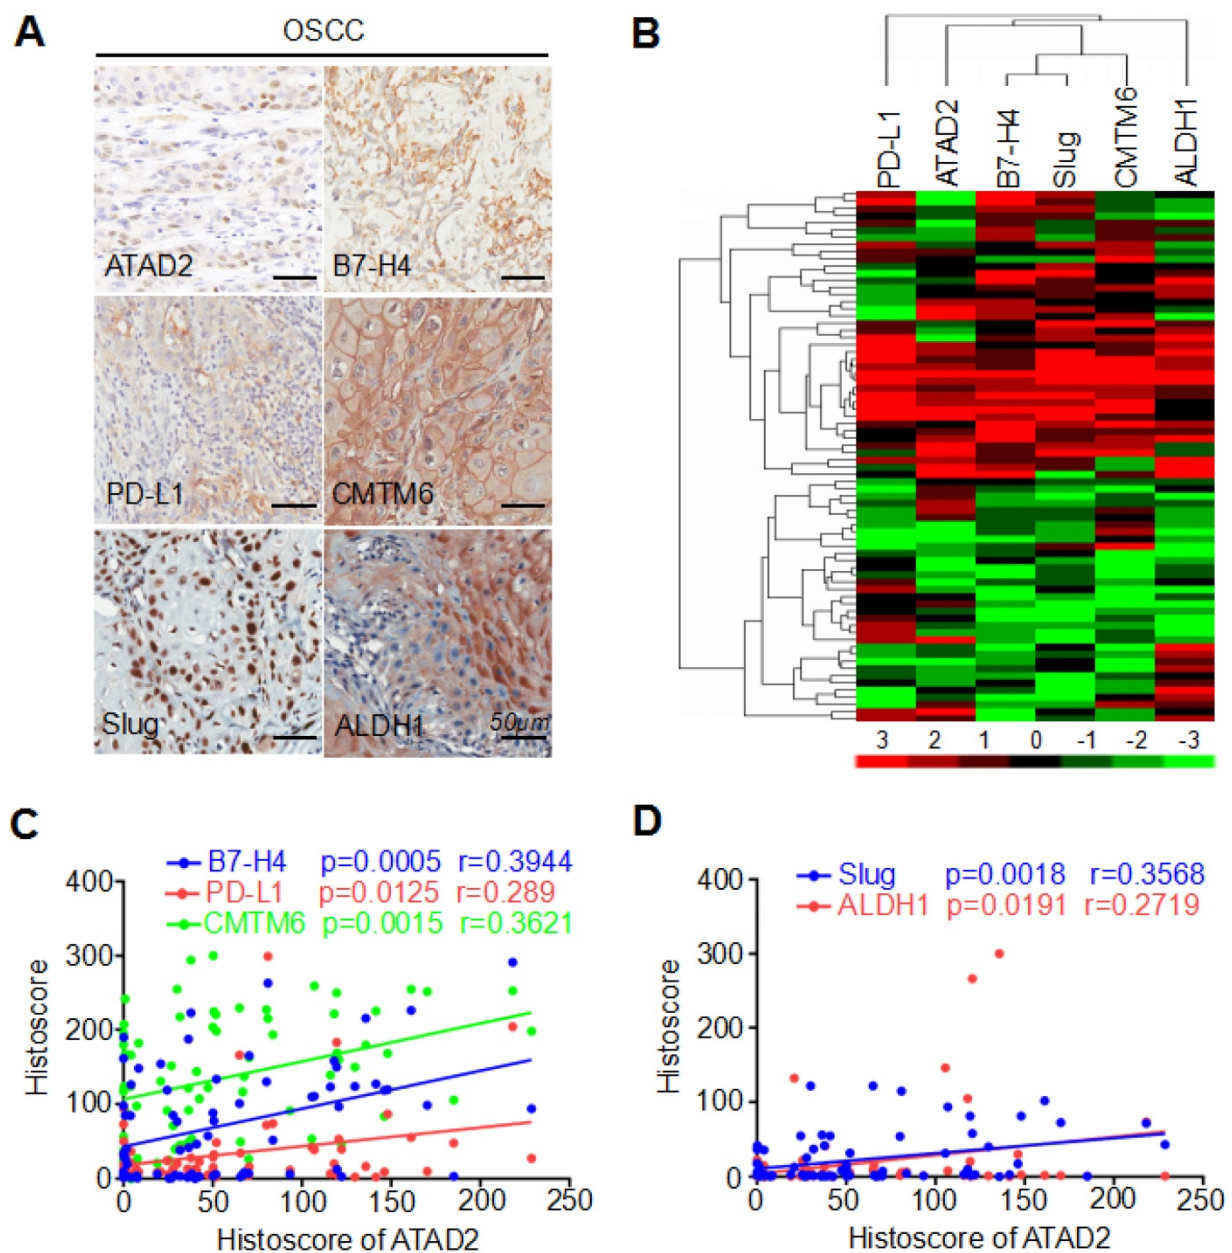 A
OSCC
ATAD2
B7-H4
PD-L1
CMTM6
Slug
ALDH1
50μm
B
PD-L1
ATAD2
B7-H4
Slug
CMTM6
ALDH1
3 2 1 0 -1 -2 -3
C
B7-H4 p=0.0005 r=0.3944
PD-L1 p=0.0125 r=0.289
CMTM6 p=0.0015 r=0.3621
Histoscore
400
300
200
100
0
0 50 100 150 200 250
Histoscore of ATAD2
D
Slug p=0.0018 r=0.3568
ALDH1 p=0.0191 r=0.2719
Histoscore
400
300
200
100
0
0 50 100 150 200 250
Histoscore of ATAD2